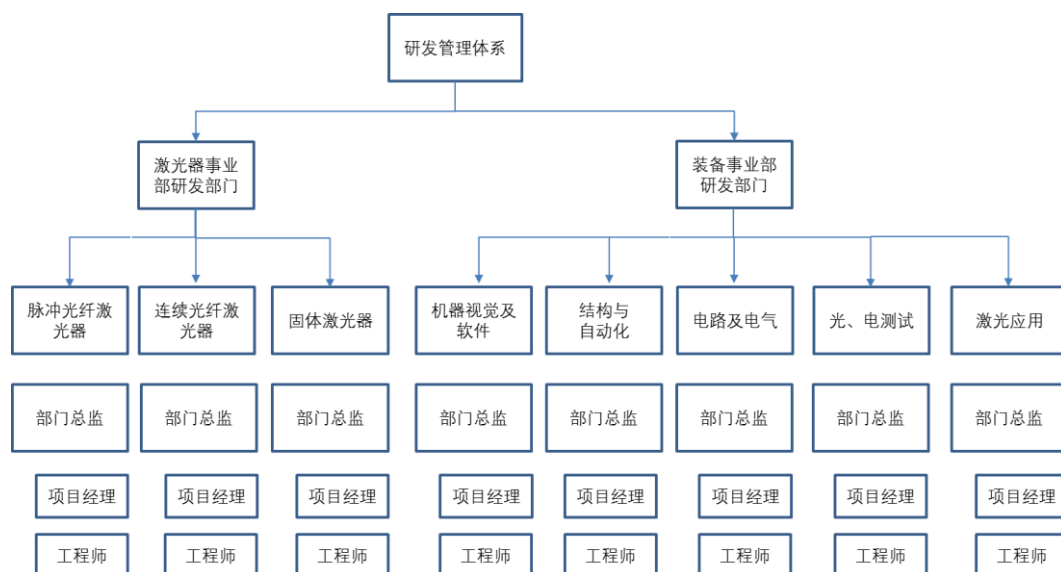 研发管理体系
激光器事业
部研发部门
装备事业部
研发部门
脉冲光纤激
光器
连续光纤激
光器
固体激光器
机器视觉及
软件
结构与
自动化
电路及电气
光、电测试
激光应用
部门总监
部门总监
部门总监
部门总监
部门总监
部门总监
部门总监
部门总监
项目经理
项目经理
项目经理
项目经理
项目经理
项目经理
项目经理
项目经理
工程师
工程师
工程师
工程师
工程师
工程师
工程师
工程师